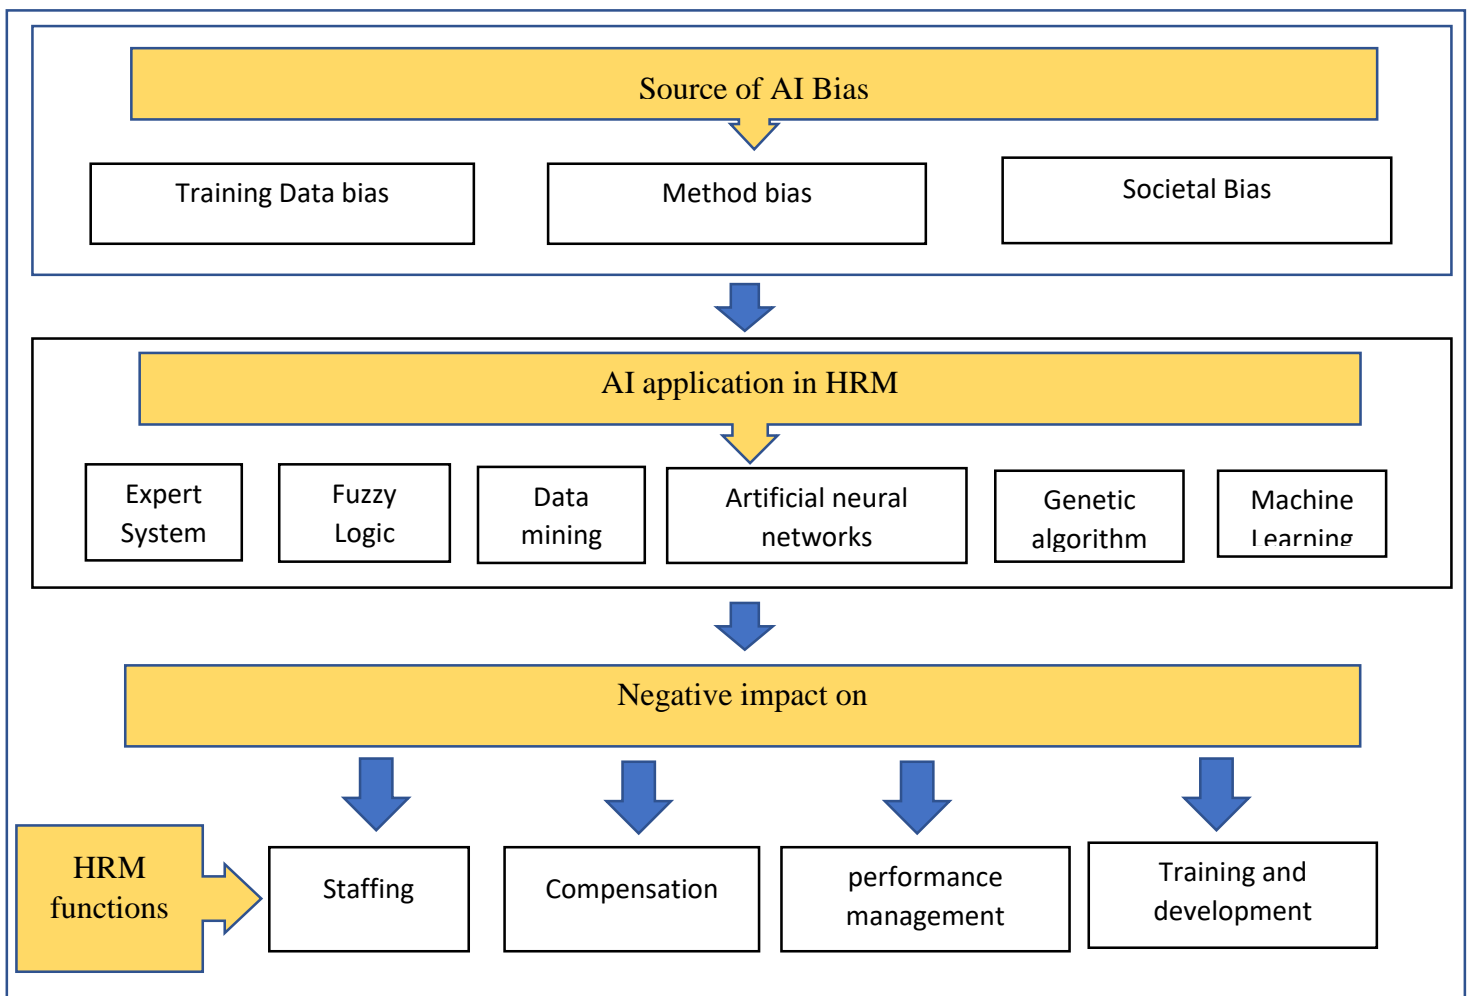 Source of AI Bias
Training Data bias
Method bias
Societal Bias
AI application in HRM
Expert
System
Fuzzy
Logic
Data
mining
Artificial neural
networks
Genetic
algorithm
Machine
Learning
Negative impact on
HRM
functions
Staffing
Compensation
performance
management
Training and
development